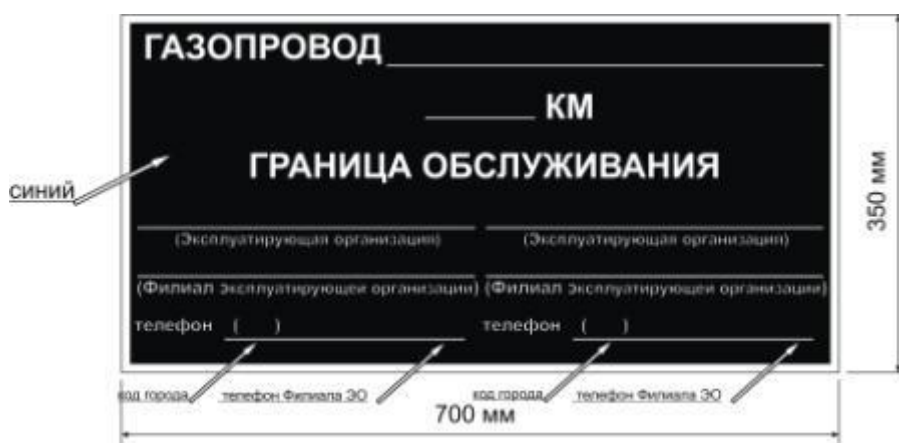 ГАЗОПРОВОД
КМ
ГРАНИЦА ОБСЛУЖИВАНИЯ
синий
350 мм
(Эксплуатирующая организация) (Эксплуатирующая организация)
(Филиал эксплуатирующей организации) (Филиал эксплуатирующей организации)
телефон ( ) телефон ( )
код города телефон Филиала ЭО код города телефон Филиала ЭО
700 мм